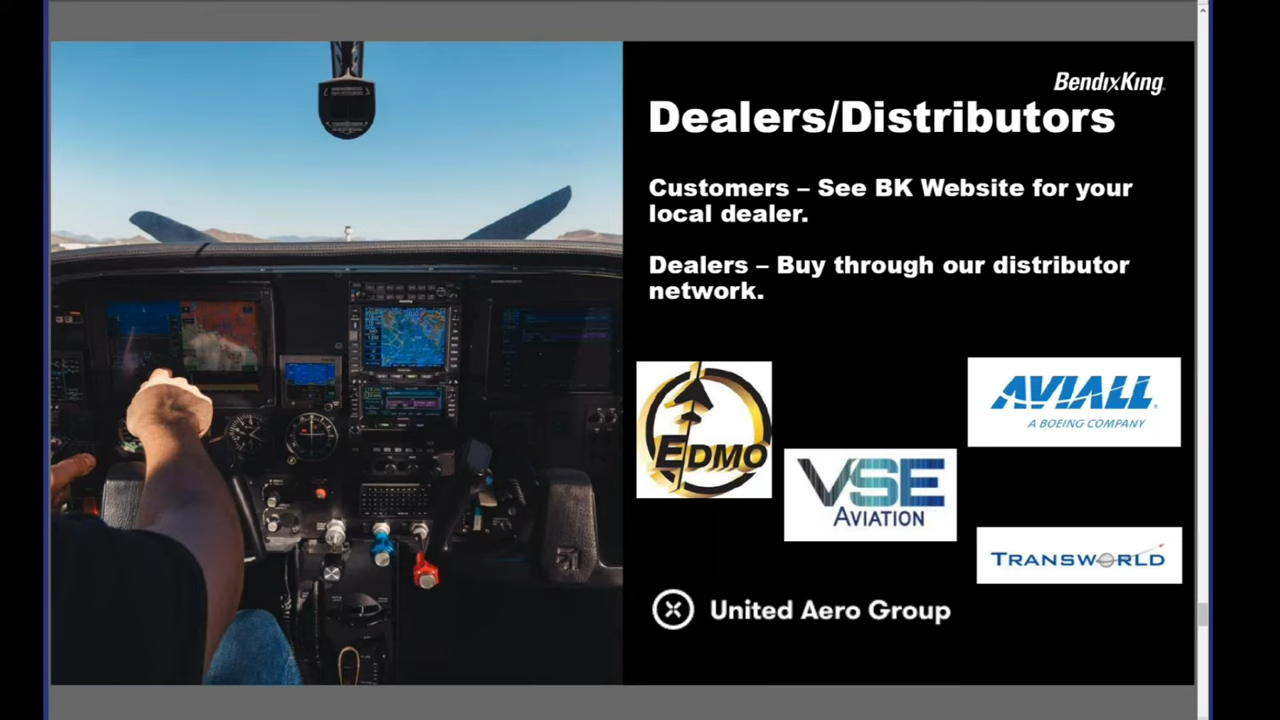 BendixKing
Dealers/Distributors
Customers – See BK Website for your
local dealer.
Dealers – Buy through our distributor
network.
EDMO
AVIALL
A BOEING COMPANY
VSE
AVIATION
TRANSWORLD
United Aero Group